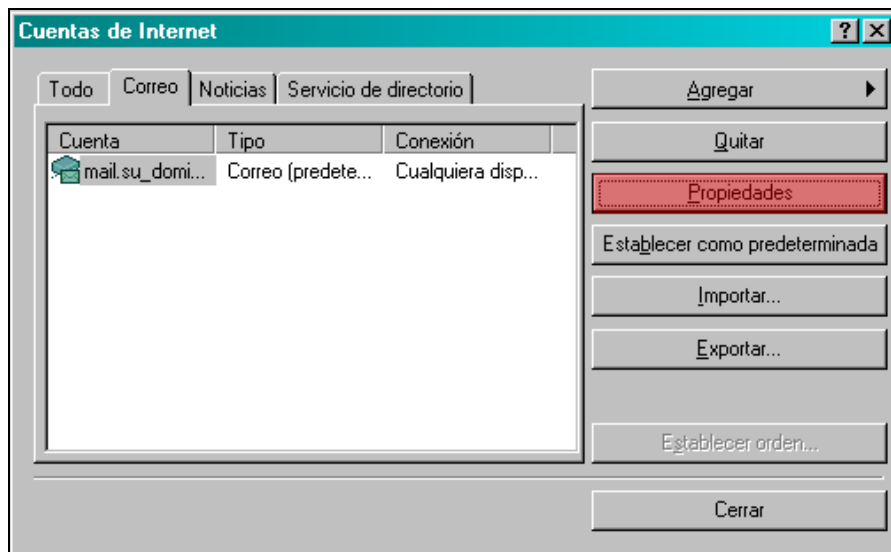 Cuentas de Internet
Todo
Correo
Noticias
Servicio de directorio
Cuenta
Tipo
Conexión
mail.su_domi...
Correo (predete...
Cualquiera disp...
Agregar
Quitar
Propiedades
Establecer como predeterminada
Importar...
Exportar...
Establecer orden...
Cerrar